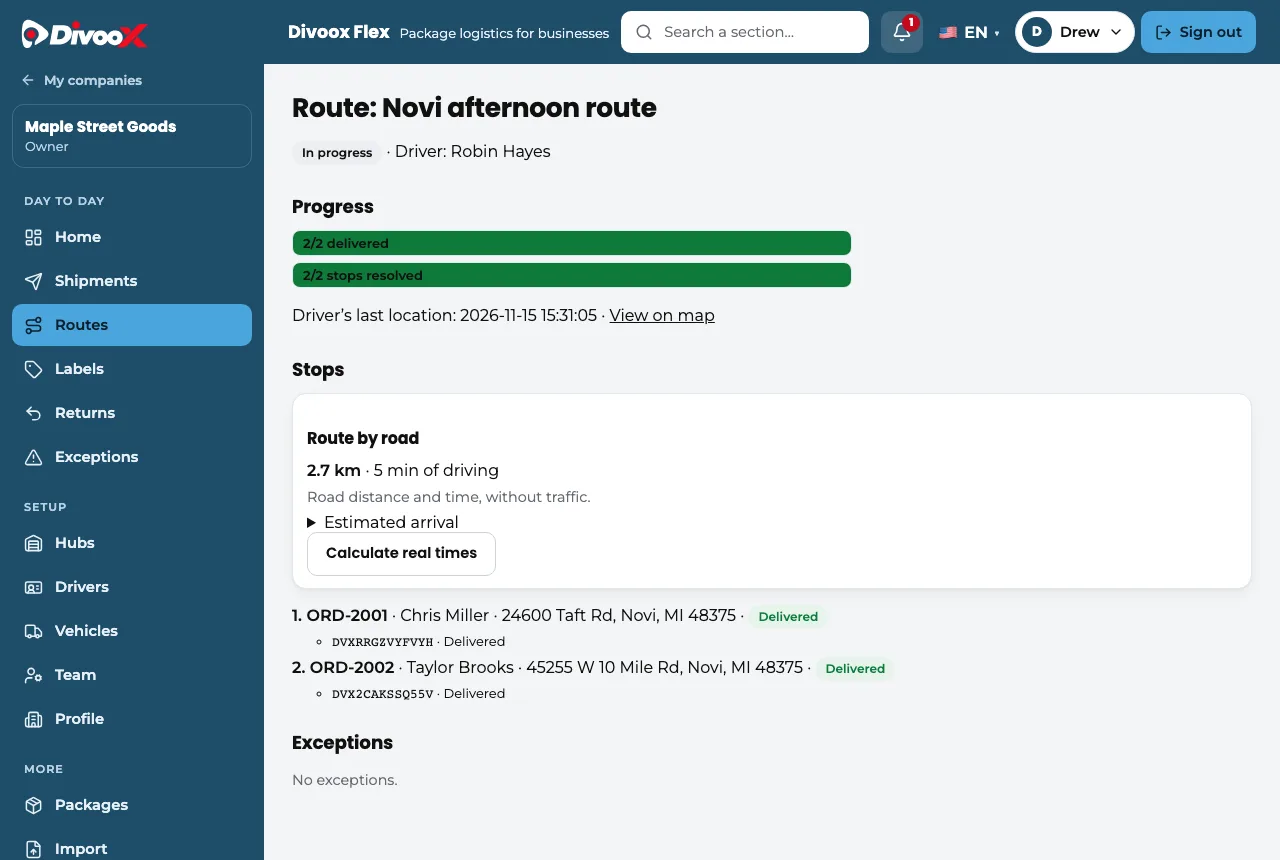 DivooX
Divoox Flex Package logistics for businesses
Search a section...
1
EN
D Drew
Sign out
My companies
Maple Street Goods
Owner
DAY TO DAY
Home
Shipments
Routes
Labels
Returns
Exceptions
SETUP
Hubs
Drivers
Vehicles
Team
Profile
MORE
Packages
Import
Route: Novi afternoon route
In progress · Driver: Robin Hayes
Progress
2/2 delivered
2/2 stops resolved
Driver’s last location: 2026-11-15 15:31:05 · View on map
Stops
Route by road
2.7 km · 5 min of driving
Road distance and time, without traffic.
Estimated arrival
Calculate real times
1. ORD-2001 · Chris Miller · 24600 Taft Rd, Novi, MI 48375 · Delivered
DVXRRGZVYFVYH · Delivered
2. ORD-2002 · Taylor Brooks · 45255 W 10 Mile Rd, Novi, MI 48375 · Delivered
DVX2CAKSSQ55V · Delivered
Exceptions
No exceptions.